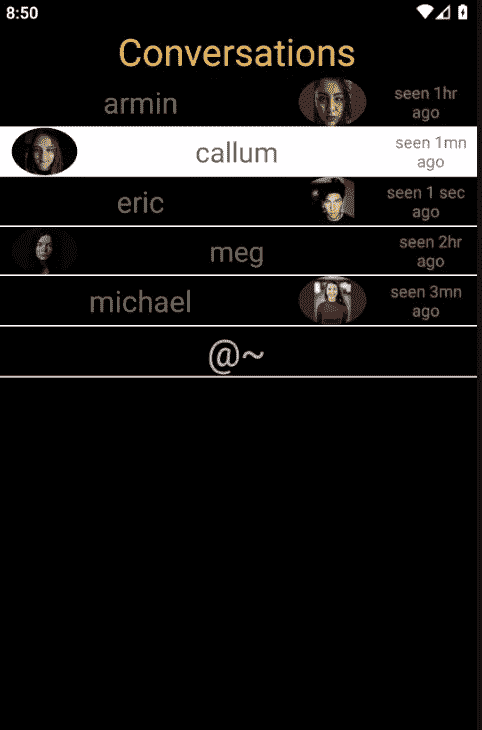 8:50
Conversations
armin
seen 1hr
ago
callum
seen 1mn
ago
eric
seen 1 sec
ago
meg
seen 2hr
ago
michael
seen 3mn
ago
@~